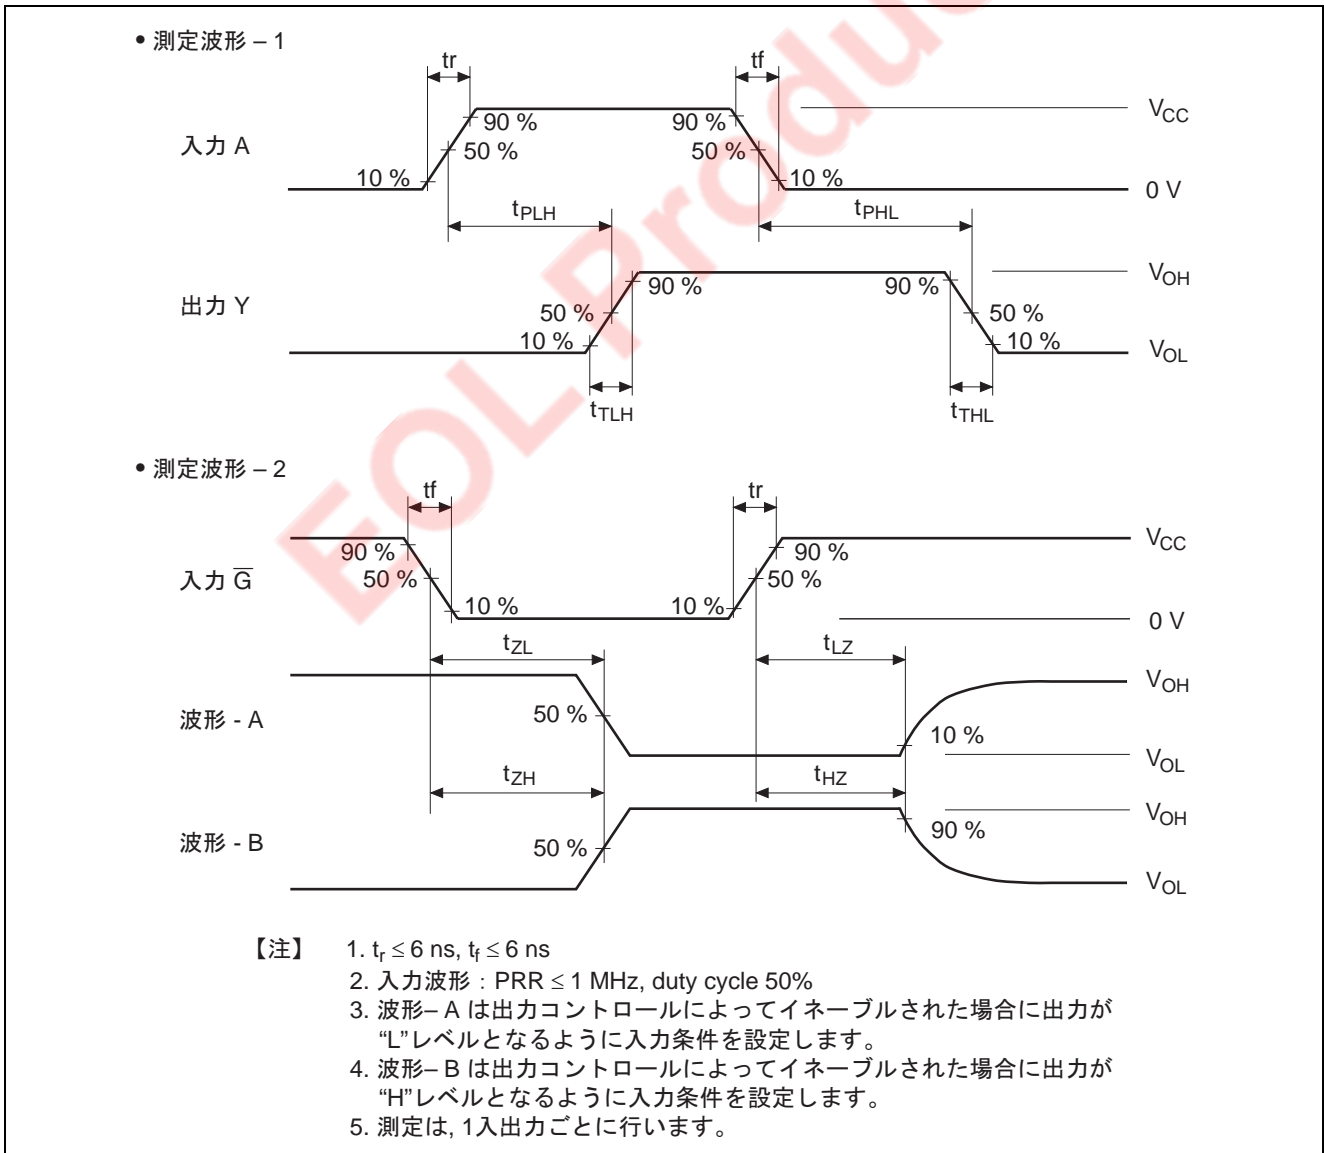 • 測定波形 – 1
tr
tf
90 %
90 %
VCC
入力 A
50 %
50 %
10 %
10 %
0 V
tPLH
tPHL
VOH
90 %
90 %
出力 Y
50 %
50 %
10 %
10 %
VOL
tTLH
tTHL
• 測定波形 – 2
tf
tr
VCC
90 %
90 %
入力 G̅
50 %
50 %
10 %
10 %
0 V
tZL
tLZ
VOH
波形 - A
50 %
10 %
VOL
tZH
tHZ
VOH
波形 - B
50 %
90 %
VOL
【注】 1. tr ≤ 6 ns, tf ≤ 6 ns
2. 入力波形：PRR ≤ 1 MHz, duty cycle 50%
3. 波形– A は出力コントロールによってイネーブルされた場合に出力が
“L”レベルとなるように入力条件を設定します。
4. 波形– B は出力コントロールによってイネーブルされた場合に出力が
“H”レベルとなるように入力条件を設定します。
5. 測定は, 1入出力ごとに行います。
EOL Produc